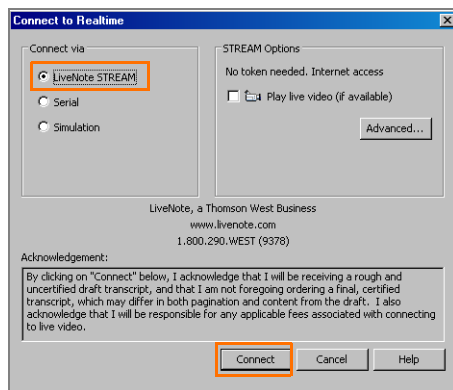 Connect to Realtime
Connect via
LiveNote STREAM
Serial
Simulation
STREAM Options
No token needed. Internet access
Play live video (if available)
Advanced...
LiveNote, a Thomson West Business
www.livenote.com
1.800.290.WEST (9378)
Acknowledgement:
By clicking on "Connect" below, I acknowledge that I will be receiving a rough and
uncertified draft transcript, and that I am not foregoing ordering a final, certified
transcript, which may differ in both pagination and content from the draft. I also
acknowledge that I will be responsible for any applicable fees associated with connecting
to live video.
Connect
Cancel
Help